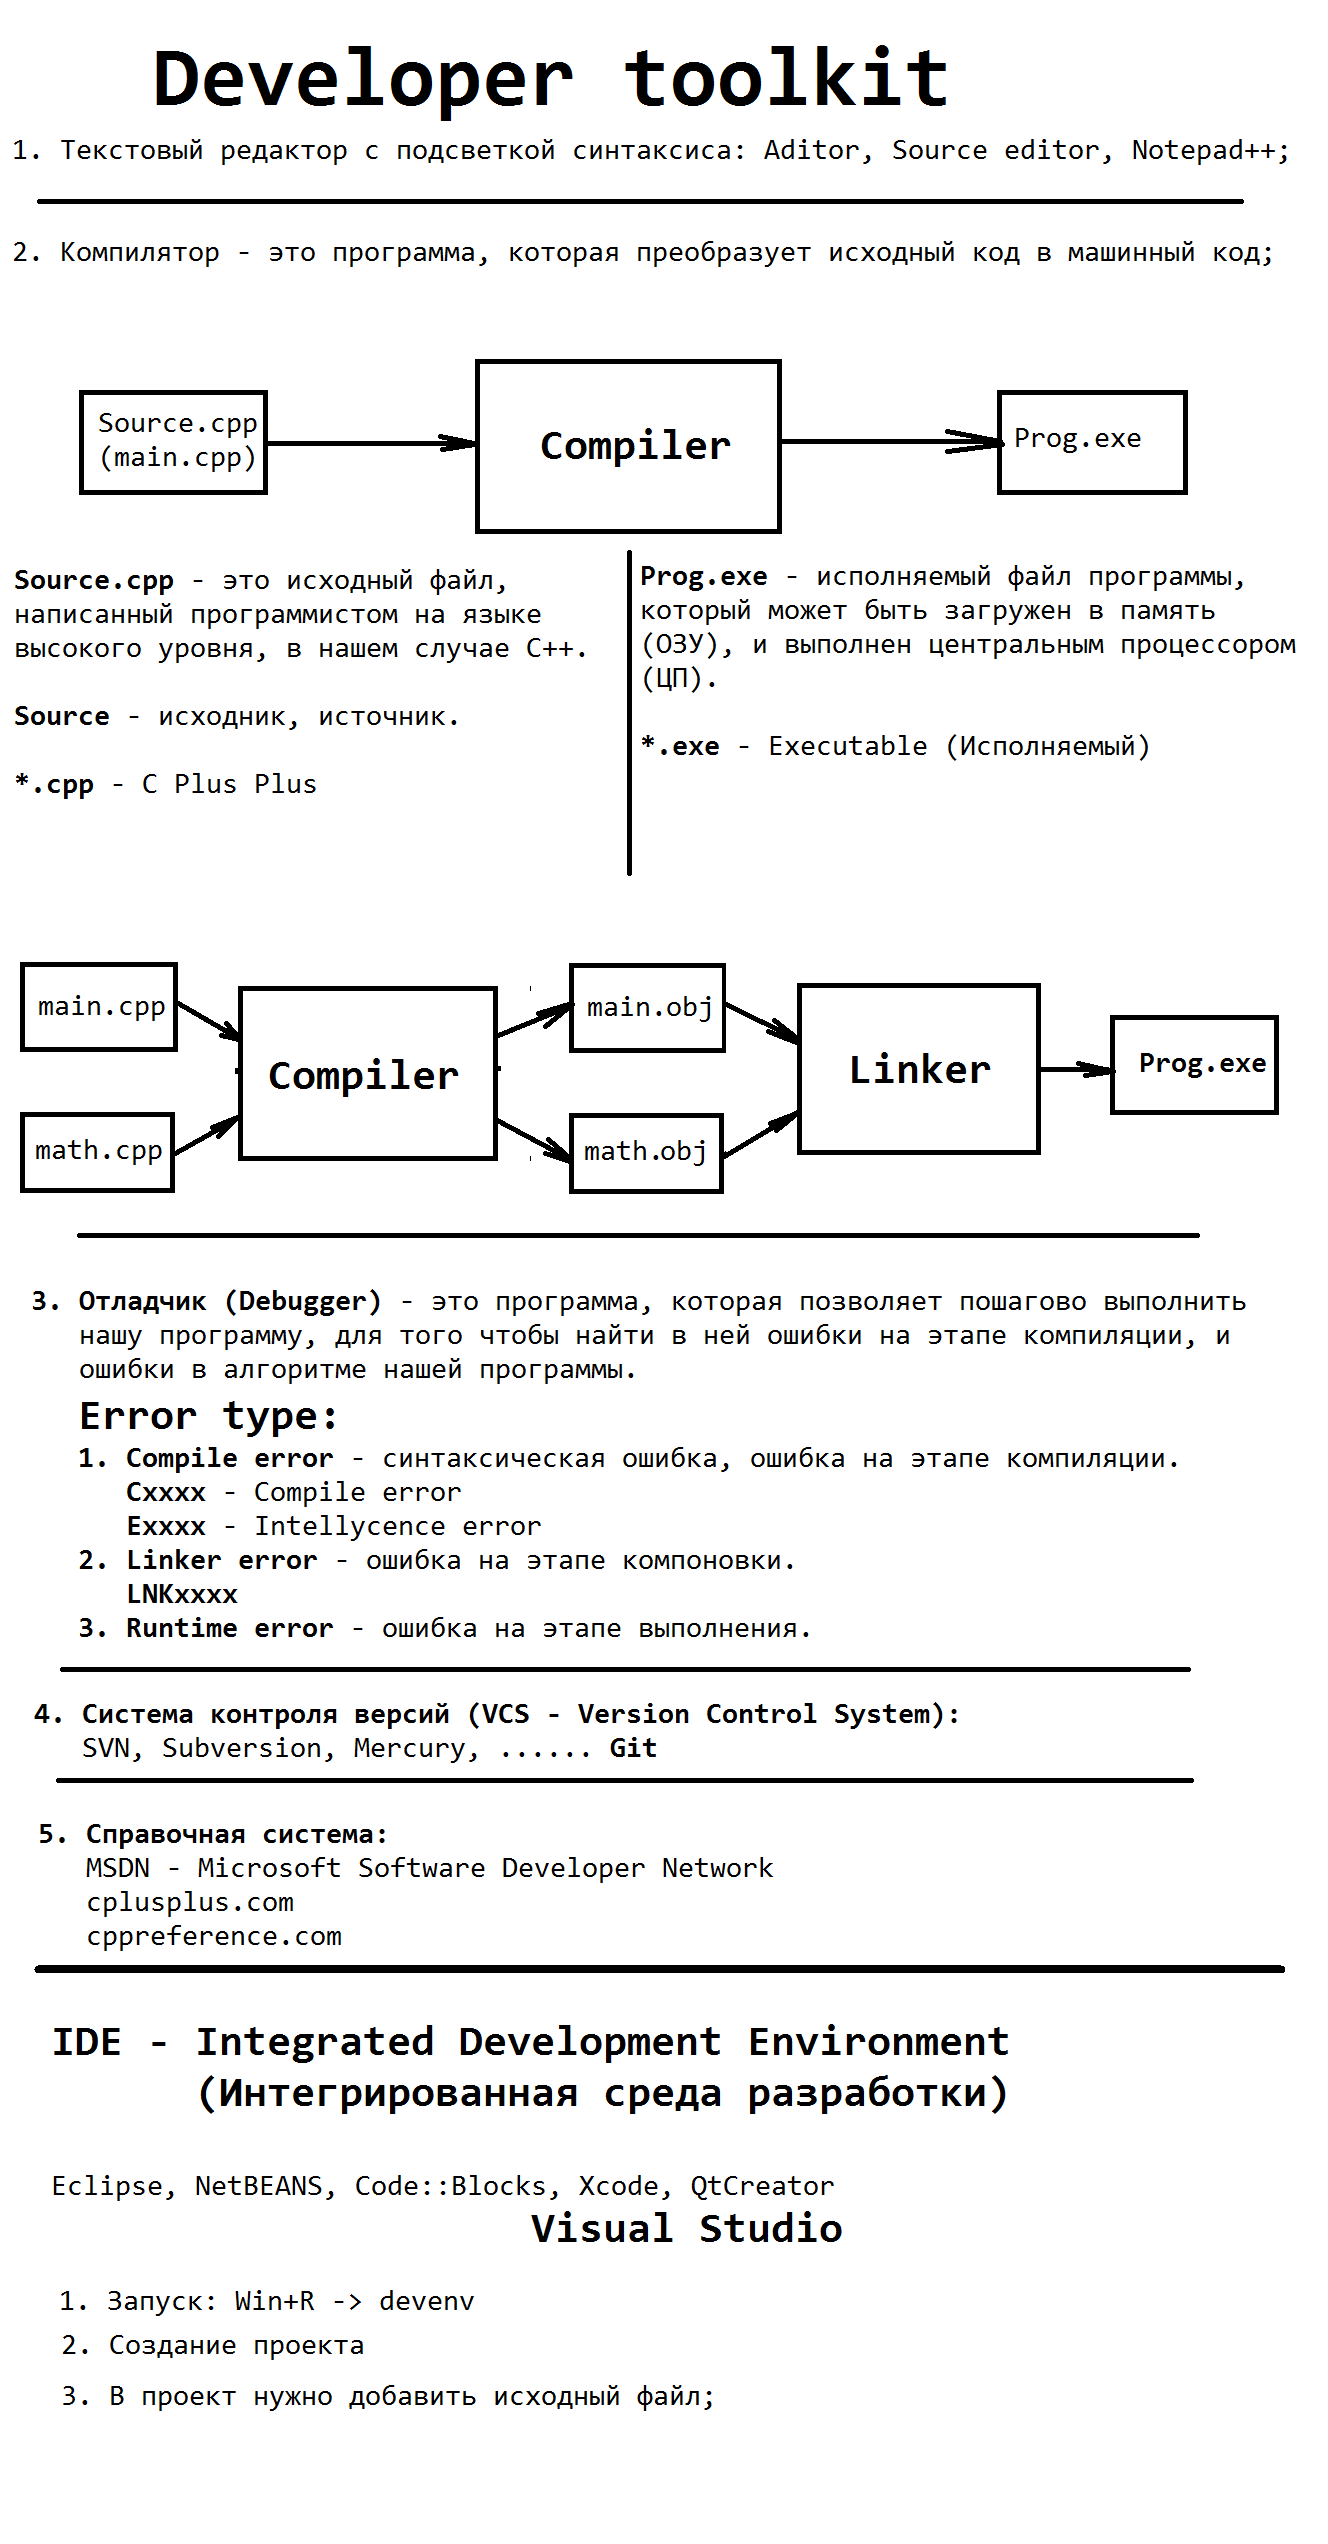 Developer toolkit
1. Текстовый редактор с подсветкой синтаксиса: Aditor, Source editor, Notepad++;
2. Компилятор - это программа, которая преобразует исходный код в машинный код;
Source.cpp
(main.cpp)
Compiler
Prog.exe
Source.cpp - это исходный файл,
написанный программистом на языке
высокого уровня, в нашем случае C++.
Source - исходник, источник.
*.cpp - C Plus Plus
Prog.exe - исполняемый файл программы,
который может быть загружен в память
(ОЗУ), и выполнен центральным процессором
(ЦП).
*.exe - Executable (Исполняемый)
main.cpp
math.cpp
Compiler
main.obj
math.obj
Linker
Prog.exe
3. Отладчик (Debugger) - это программа, которая позволяет пошагово выполнить
нашу программу, для того чтобы найти в ней ошибки на этапе компиляции, и
ошибки в алгоритме нашей программы.
Error type:
1. Compile error - синтаксическая ошибка, ошибка на этапе компиляции.
Cxxxx - Compile error
Exxxx - Intellycence error
2. Linker error - ошибка на этапе компоновки.
LNKxxxx
3. Runtime error - ошибка на этапе выполнения.
4. Система контроля версий (VCS - Version Control System):
SVN, Subversion, Mercury, ...... Git
5. Справочная система:
MSDN - Microsoft Software Developer Network
cplusplus.com
cppreference.com
IDE - Integrated Development Environment
(Интегрированная среда разработки)
Eclipse, NetBEANS, Code::Blocks, Xcode, QtCreator
Visual Studio
1. Запуск: Win+R -> devenv
2. Создание проекта
3. В проект нужно добавить исходный файл;